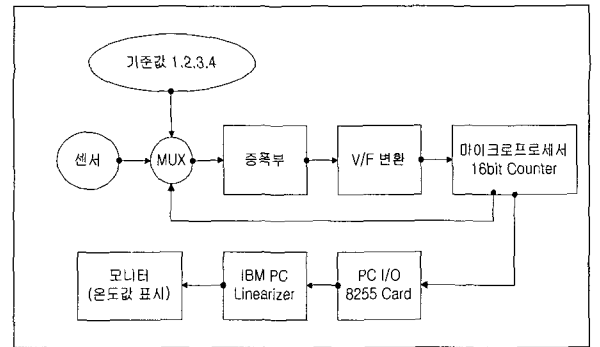 기준값 1,2,3,4
센서
MUX
증폭부
V/F 변환
마이크로프로세서
16bit Counter
모니터
(온도값 표시)
IBM PC
Linearizer
PC I/O
8255 Card